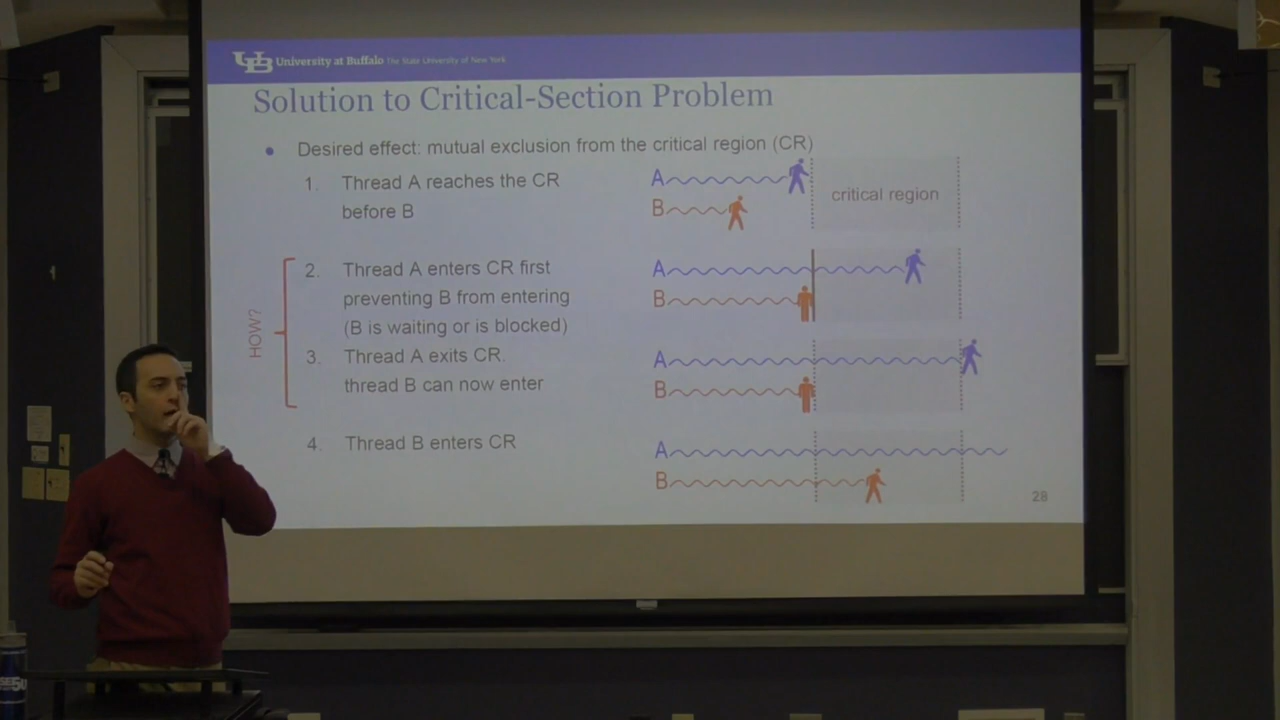 UB University at Buffalo The State University of New York
Solution to Critical-Section Problem
• Desired effect: mutual exclusion from the critical region (CR)
1. Thread A reaches the CR
before B
A
B
critical region
HOW?
2. Thread A enters CR first
preventing B from entering
(B is waiting or is blocked)
A
B
3. Thread A exits CR.
thread B can now enter
A
B
4. Thread B enters CR
A
B
28